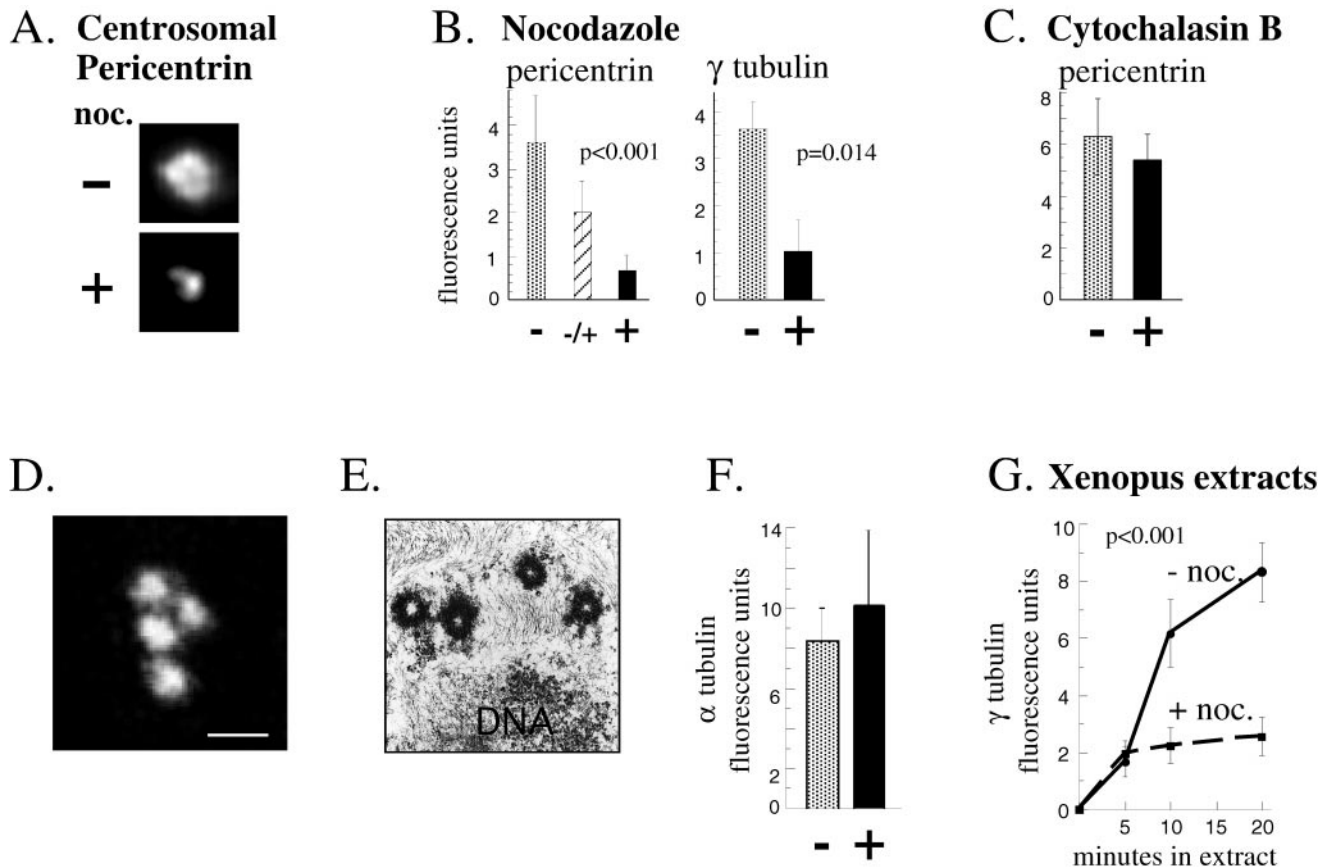 A. Centrosomal
Pericentrin
noc.
-
+
B. Nocodazole
pericentrin
γ tubulin
fluorescence units
4
3
2
1
0
p<0.001
- -/+ +
4
3
2
1
0
p=0.014
- +
C. Cytochalasin B
pericentrin
8
6
4
2
0
- +
D.
E.
DNA
F.
α tubulin
fluorescence units
14
10
6
2
0
- +
G. Xenopus extracts
γ tubulin
fluorescence units
10
8
6
4
2
0
p<0.001
- noc.
+ noc.
5 10 15 20
minutes in extract